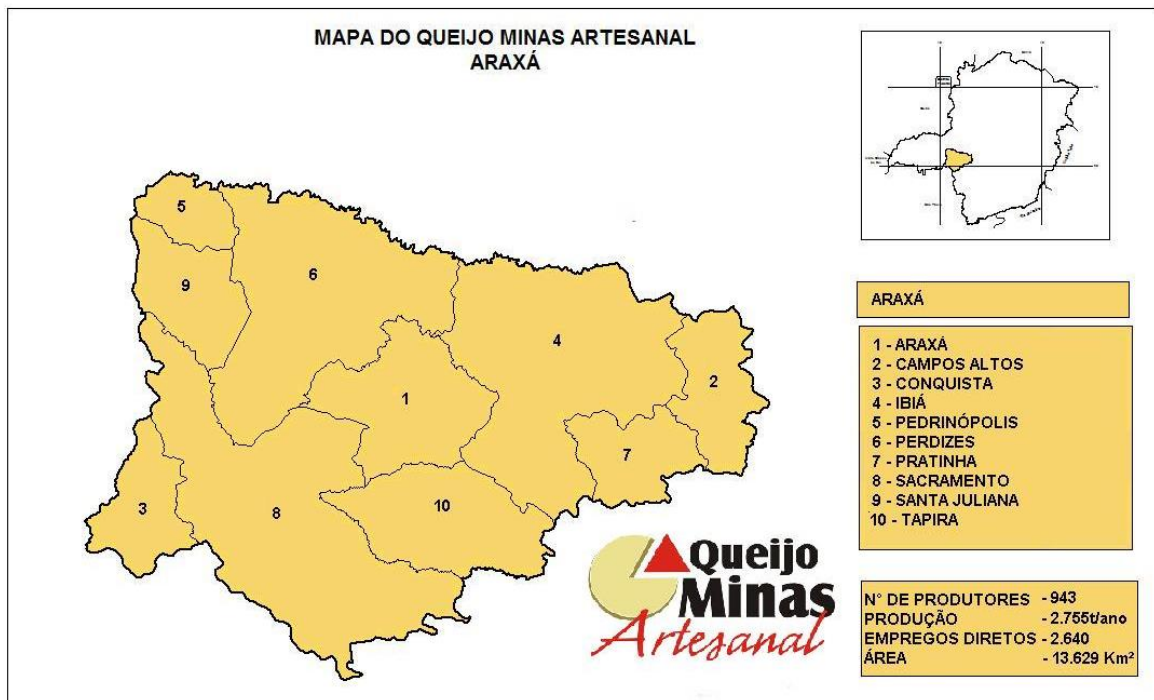 MAPA DO QUEIJO MINAS ARTESANAL
ARAXÁ
5
6
9
4
2
1
7
3
8
10
ARAXÁ
1 - ARAXÁ
2 - CAMPOS ALTOS
3 - CONQUISTA
4 - IBIÁ
5 - PEDRINÓPOLIS
6 - PERDIZES
7 - PRATINHA
8 - SACRAMENTO
9 - SANTA JULIANA
10 - TAPIRA
Queijo
Minas
Artesanal
N° DE PRODUTORES - 943
PRODUÇÃO - 2.755t/ano
EMPREGOS DIRETOS - 2.640
ÁREA - 13.629 Km²